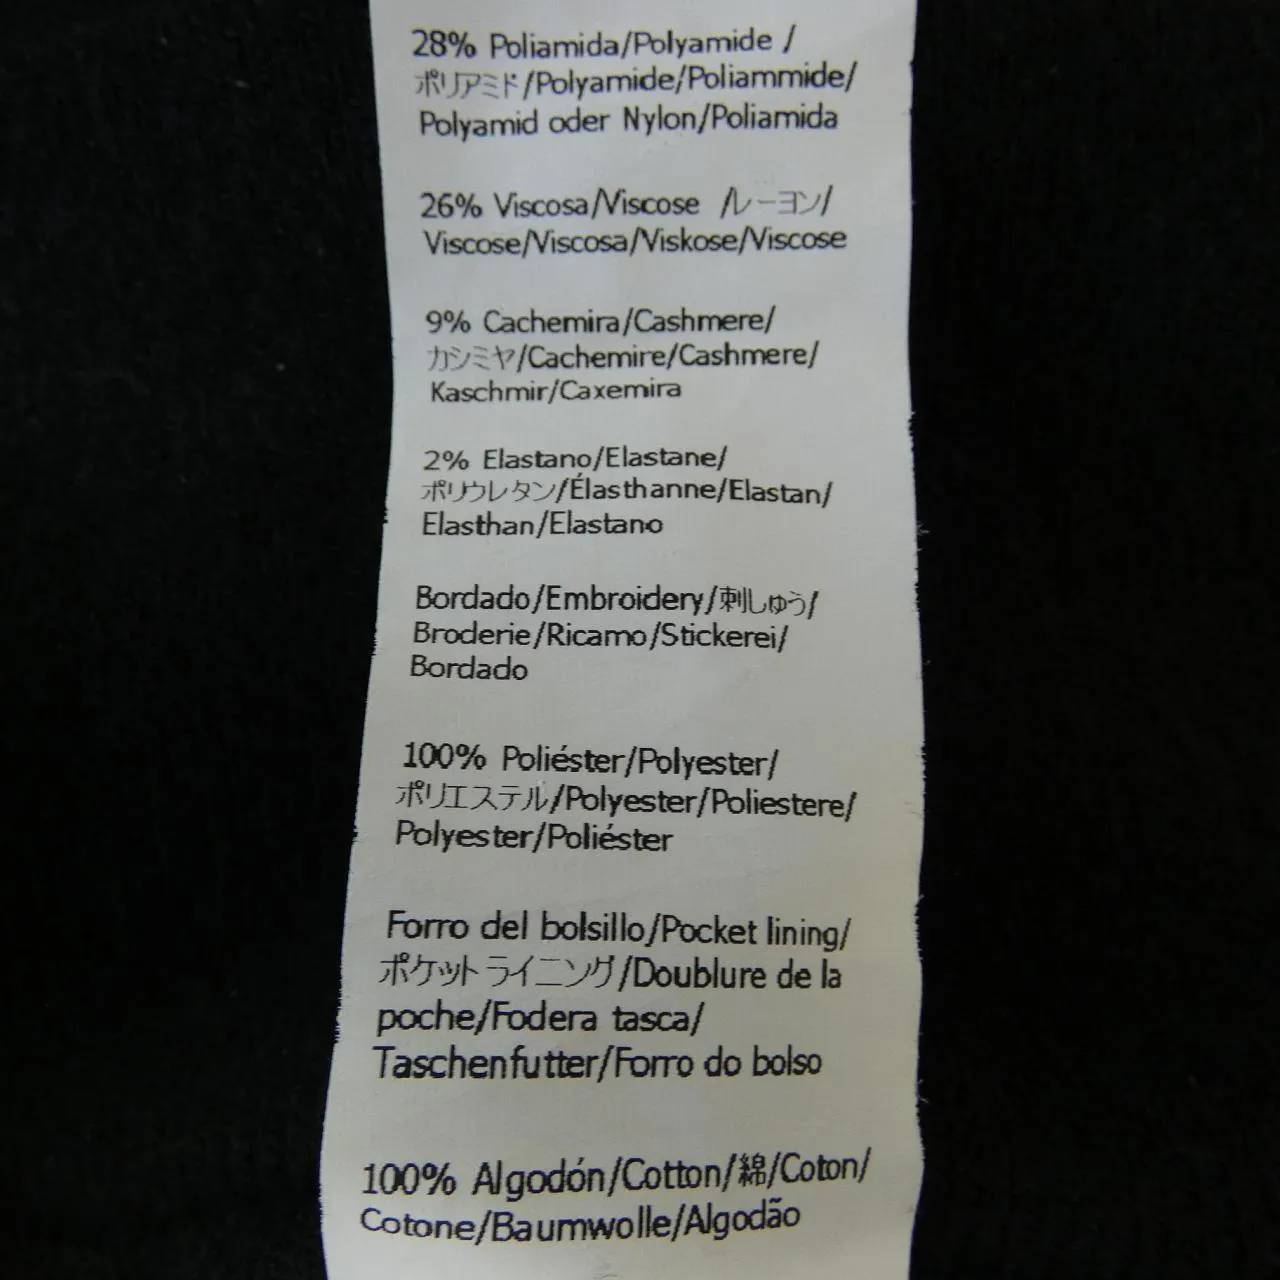 28% Poliamida/Polyamide /
ポリアミド/Polyamide/Poliammide/
Polyamid oder Nylon/Poliamida
26% Viscosa/Viscose /レーヨン/
Viscose/Viscosa/Viskose/Viscose
9% Cachemira/Cashmere/
カシミヤ/Cachemire/Cashmere/
Kaschmir/Caxemira
2% Elastano/Elastane/
ポリウレタン/Élasthanne/Elastan/
Elasthan/Elastano
Bordado/Embroidery/刺しゅう/
Broderie/Ricamo/Stickerei/
Bordado
100% Poliéster/Polyester/
ポリエステル/Polyester/Poliestere/
Polyester/Poliéster
Forro del bolsillo/Pocket lining/
ポケット ライニング/Doublure de la
poche/Fodera tasca/
Taschenfutter/Forro do bolso
100% Algodón/Cotton/綿/Coton/
Cotone/Baumwolle/Algodão